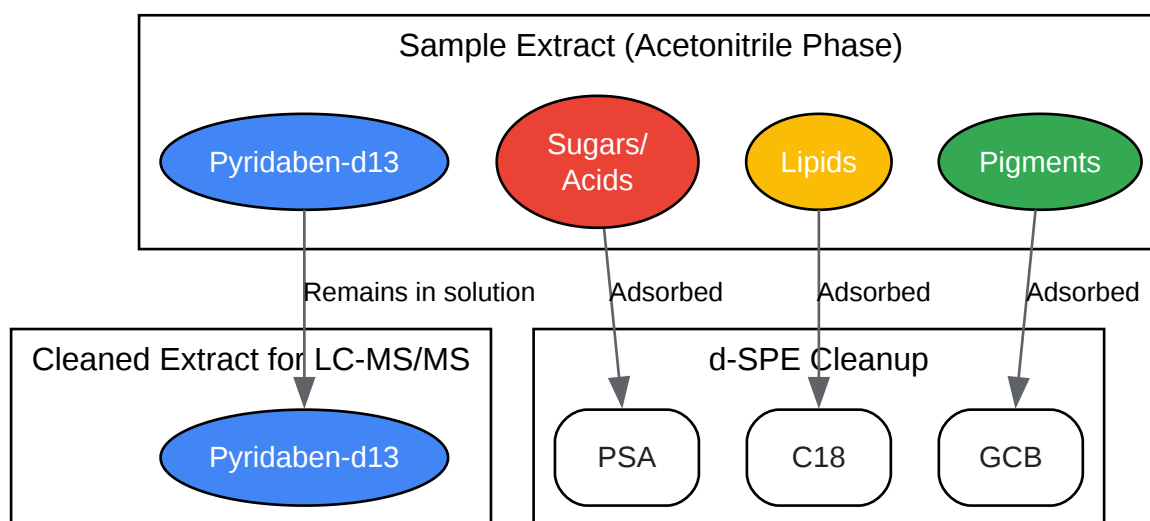 Sample Extract (Acetonitrile Phase)
Pyridaben-d13
Sugars/
Acids
Lipids
Pigments
Remains in solution
Adsorbed
Adsorbed
Adsorbed
Cleaned Extract for LC-MS/MS
d-SPE Cleanup
Pyridaben-d13
PSA
C18
GCB